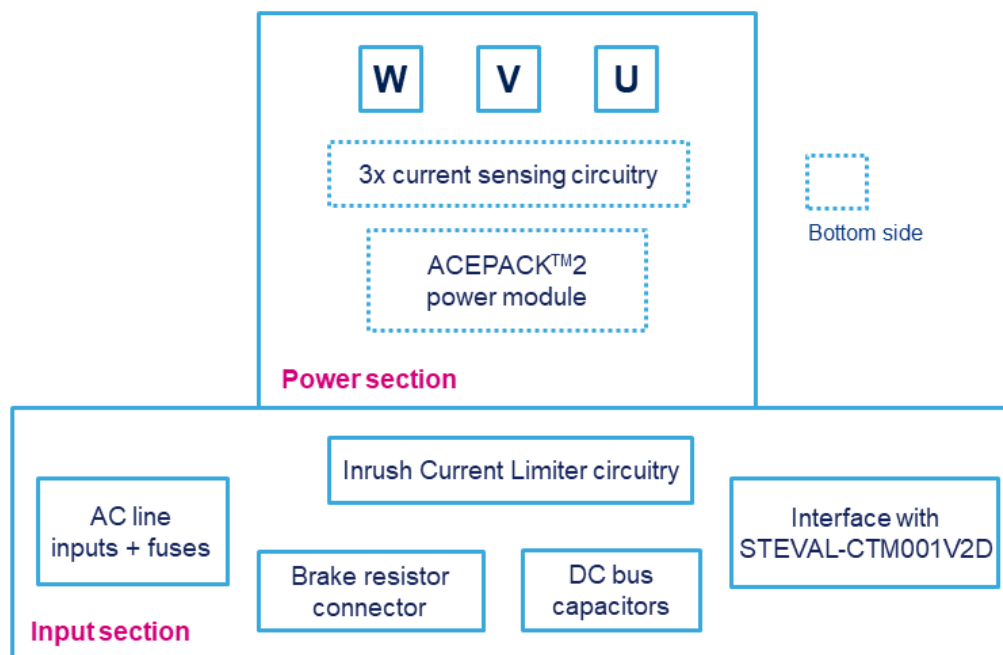 W V U
3x current sensing circuitry
Bottom side
ACEPACK™2
power module
Power section
Inrush Current Limiter circuitry
AC line
inputs + fuses
Interface with
STEVAL-CTM001V2D
Brake resistor
connector
DC bus
capacitors
Input section